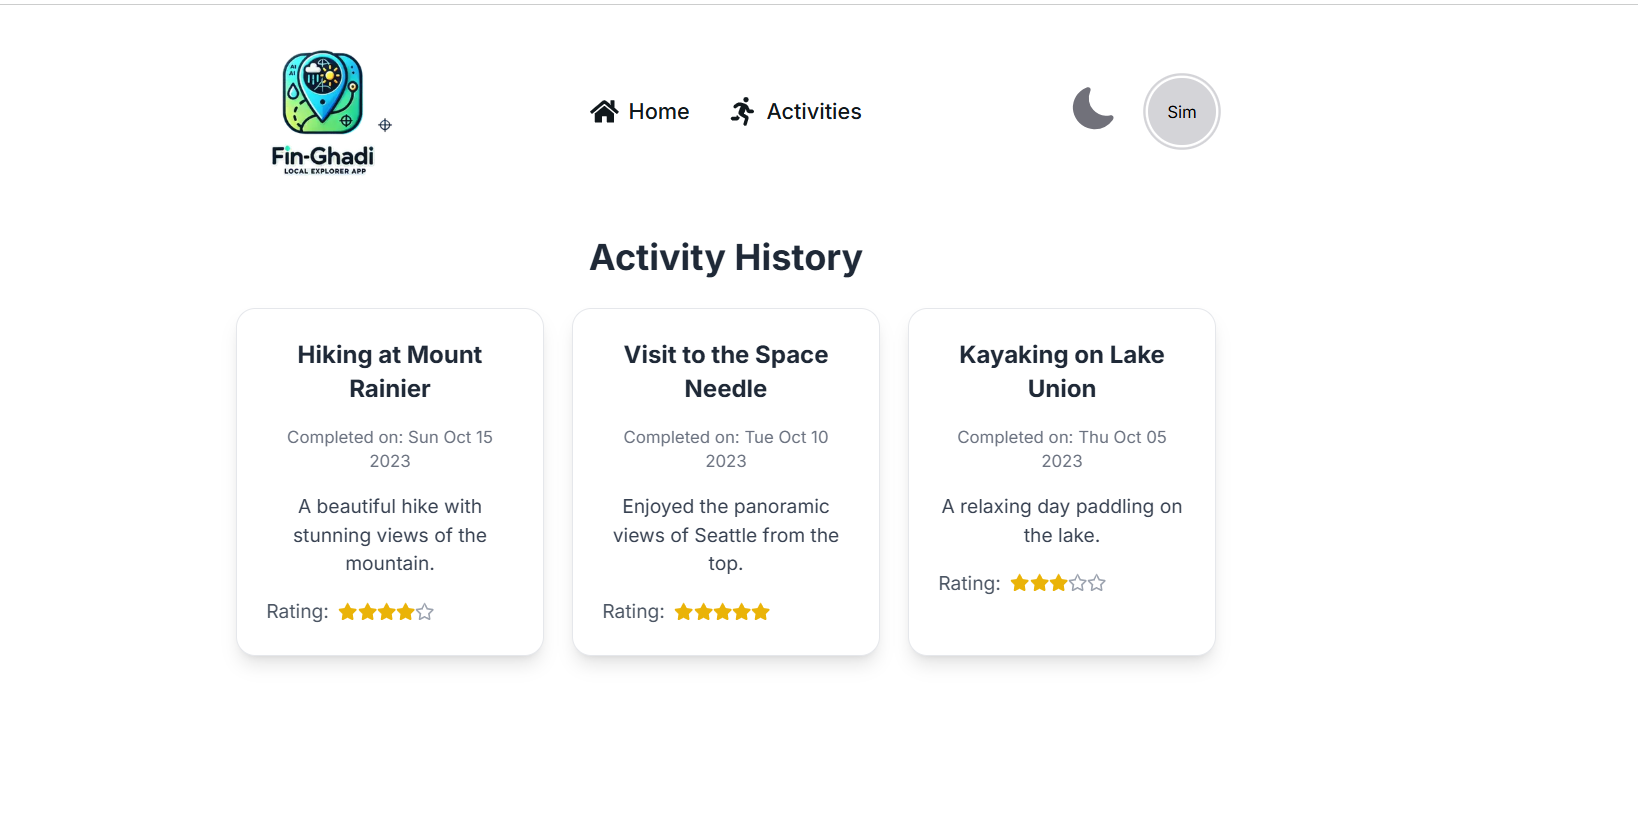 AI AI
AI
Fin-Ghadi
LOCAL EXPLORER APP
Home
Activities
Sim
Activity History
Hiking at Mount
Rainier
Completed on: Sun Oct 15
2023
A beautiful hike with
stunning views of the
mountain.
Rating:
Visit to the Space
Needle
Completed on: Tue Oct 10
2023
Enjoyed the panoramic
views of Seattle from the
top.
Rating:
Kayaking on Lake
Union
Completed on: Thu Oct 05
2023
A relaxing day paddling on
the lake.
Rating: